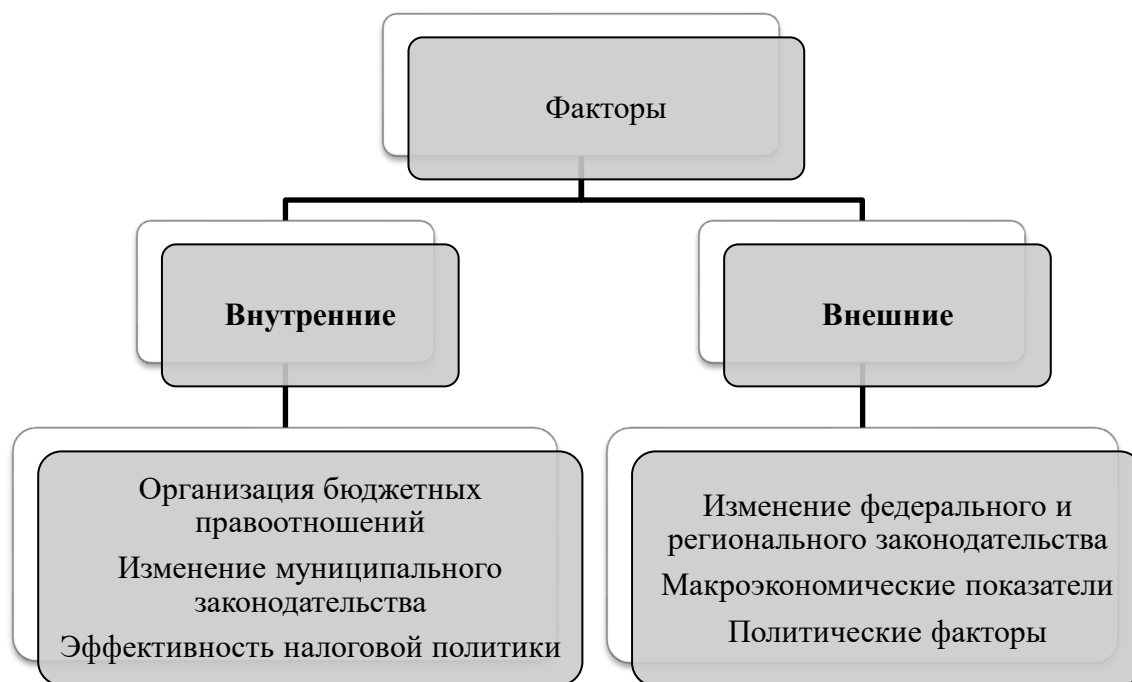 Факторы
Внутренние
Внешние
Организация бюджетных
правоотношений
Изменение муниципального
законодательства
Эффективность налоговой политики
Изменение федерального и
регионального законодательства
Макроэкономические показатели
Политические факторы